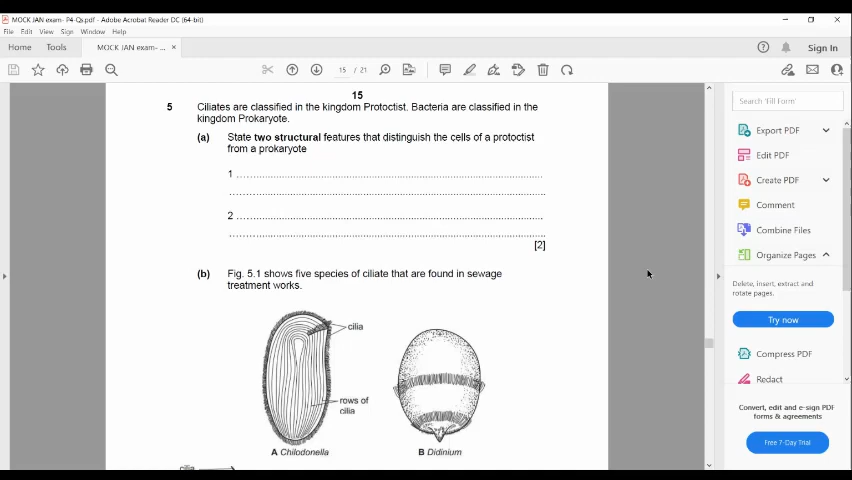 MOCK JAN exam- P4-Qs.pdf - Adobe Acrobat Reader DC (64-bit)
File Edit View Sign Window Help
Home Tools MOCK JAN exam- ... × Sign In
15 / 21
15
5 Ciliates are classified in the kingdom Protoctist. Bacteria are classified in the
kingdom Prokaryote.
(a) State two structural features that distinguish the cells of a protoctist
from a prokaryote
1 ................................................................................
................................................................................
2 ................................................................................
................................................................................
[2]
(b) Fig. 5.1 shows five species of ciliate that are found in sewage
treatment works.
cilia
rows of
cilia
A Chilodonella B Didinium
Search 'Fill Form'
Export PDF
Edit PDF
Create PDF
Comment
Combine Files
Organize Pages
Delete, insert, extract and
rotate pages.
Try now
Compress PDF
Redact
Convert, edit and e-sign PDF
forms & agreements
Free 7-Day Trial